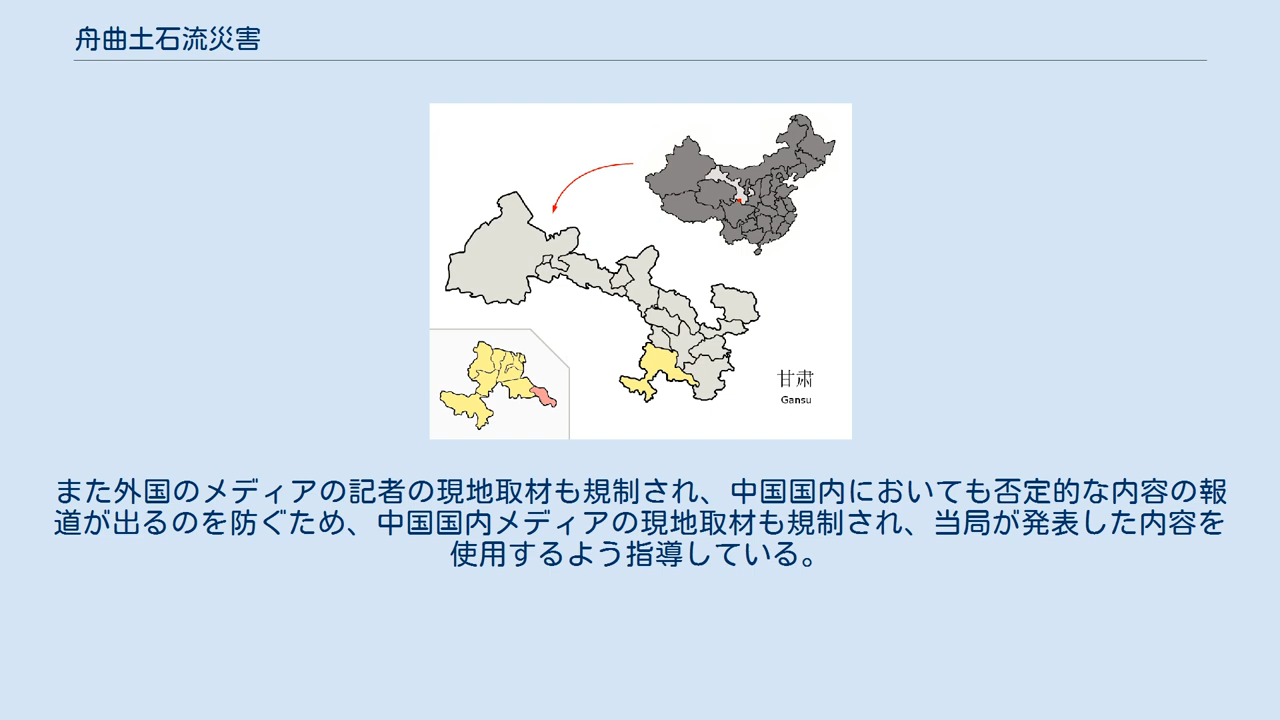 舟曲土石流災害
甘肃
Gansu
また外国のメディアの記者の現地取材も規制され、中国国内においても否定的な内容の報
道が出るのを防ぐため、中国国内メディアの現地取材も規制され、当局が発表した内容を
使用するよう指導している。